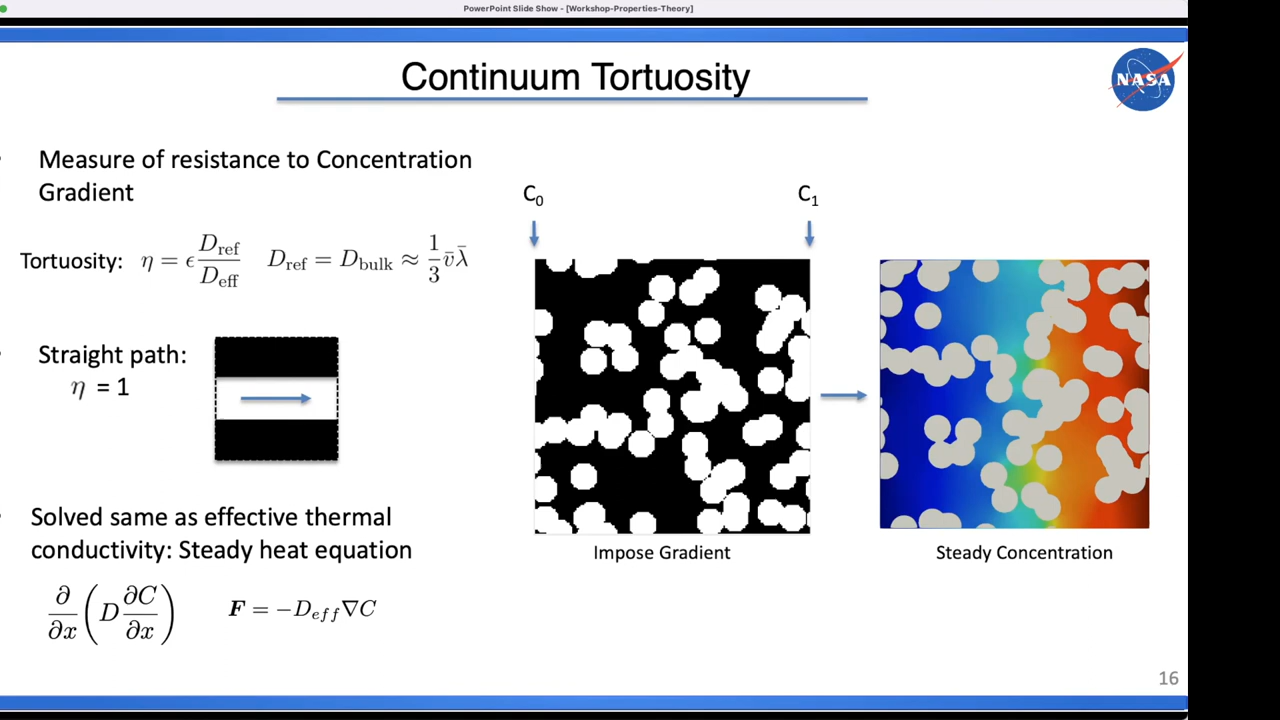 PowerPoint Slide Show - [Workshop-Properties-Theory]
Continuum Tortuosity
NASA
Measure of resistance to Concentration
Gradient
Tortuosity: η = ϵ D_ref / D_eff   D_ref = D_bulk ≈ 1/3 v̄ λ̄
Straight path:
η = 1
Solved same as effective thermal
conductivity: Steady heat equation
∂/∂x (D ∂C/∂x)   F = −D_eff ∇C
C₀ C₁
Impose Gradient
Steady Concentration
16